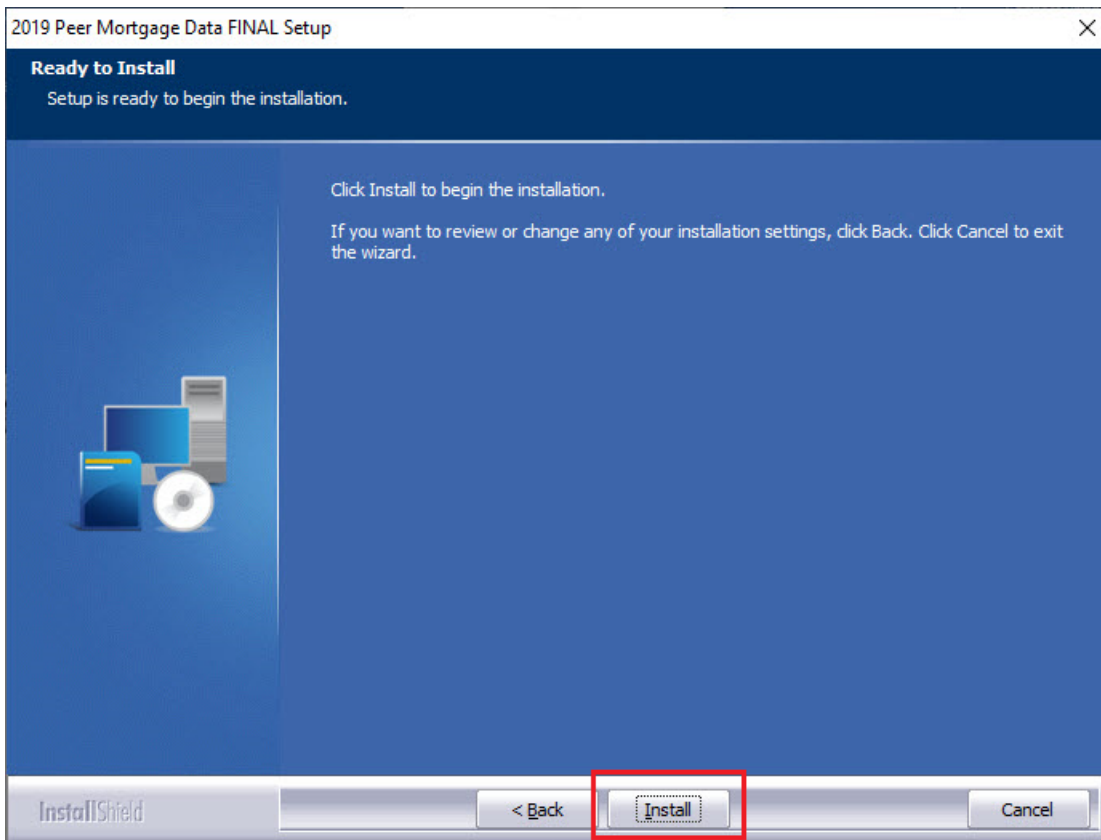 2019 Peer Mortgage Data FINAL Setup
Ready to Install
Setup is ready to begin the installation.
Click Install to begin the installation.
If you want to review or change any of your installation settings, click Back. Click Cancel to exit
the wizard.
InstallShield
< Back
Install
Cancel